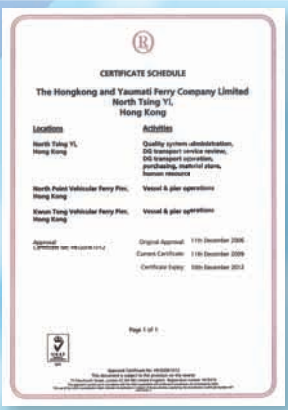 CERTIFICATE SCHEDULE
The Hongkong and Yaumati Ferry Company Limited
North Tsing Yi,
Hong Kong
Locations Activities
North Tsing Yi, Quality system administration,
Hong Kong DG transport service review,
DG transport operation,
purchasing, material store,
human resource
North Point Vehicular Ferry Pier, Vessel & pier operations
Hong Kong
Kwun Tong Vehicular Ferry Pier, Vessel & pier operations
Hong Kong
Approval Original Approval: 11th December 2006
Certificate No: Current Certificate: 11th December 2009
Certificate Expiry: 10th December 2012
Page 1 of 1
UKAS